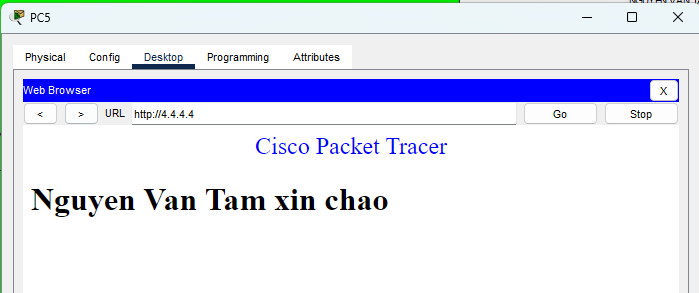 PC5
Physical Config Desktop Programming Attributes
Web Browser X
< > URL http://4.4.4.4 Go Stop
Cisco Packet Tracer
Nguyen Van Tam xin chao